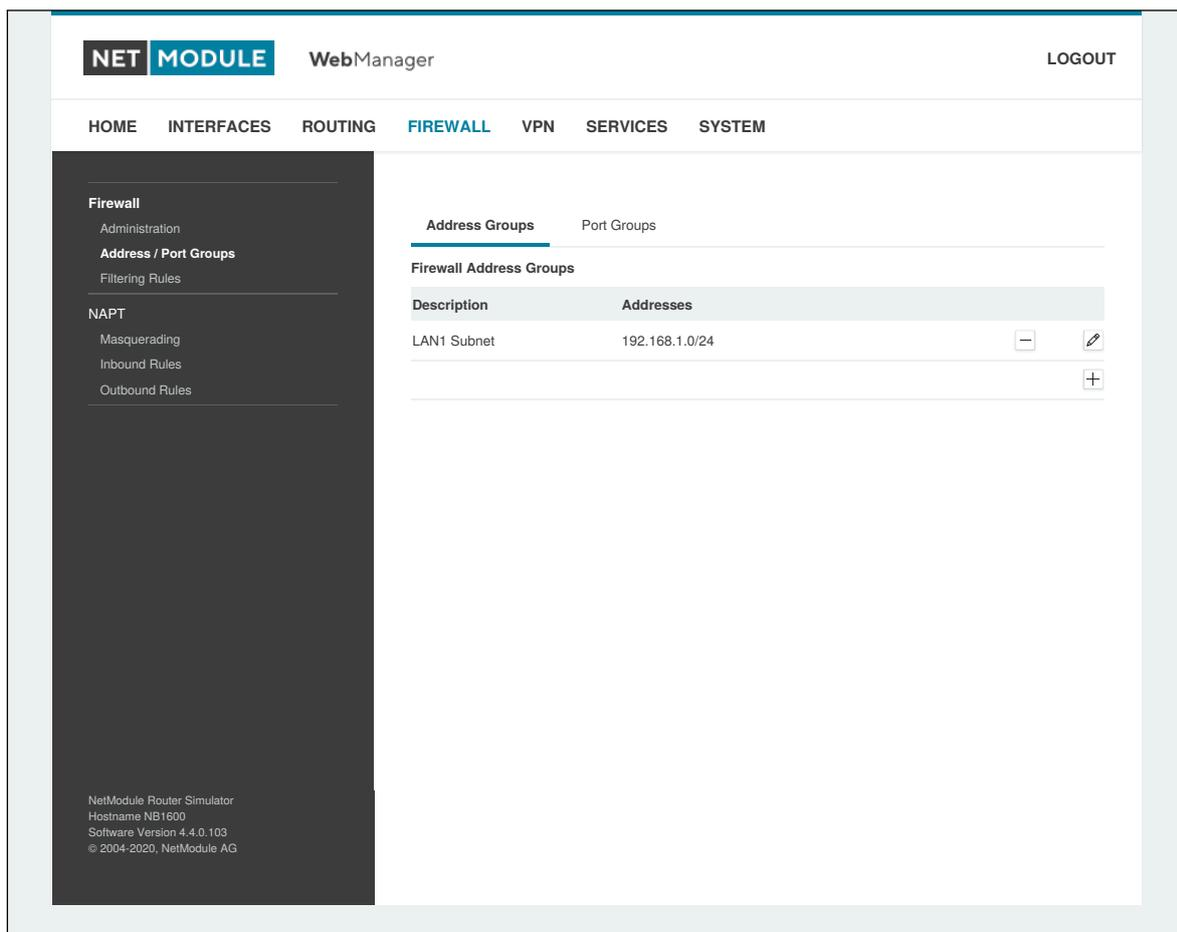 NET MODULE WebManager LOGOUT
HOME INTERFACES ROUTING FIREWALL VPN SERVICES SYSTEM
Firewall
Administration
Address / Port Groups
Filtering Rules
NAPT
Masquerading
Inbound Rules
Outbound Rules
Address Groups Port Groups
Firewall Address Groups
Description Addresses
LAN1 Subnet 192.168.1.0/24
NetModule Router Simulator
Hostname NB1600
Software Version 4.4.0.103
© 2004-2020, NetModule AG